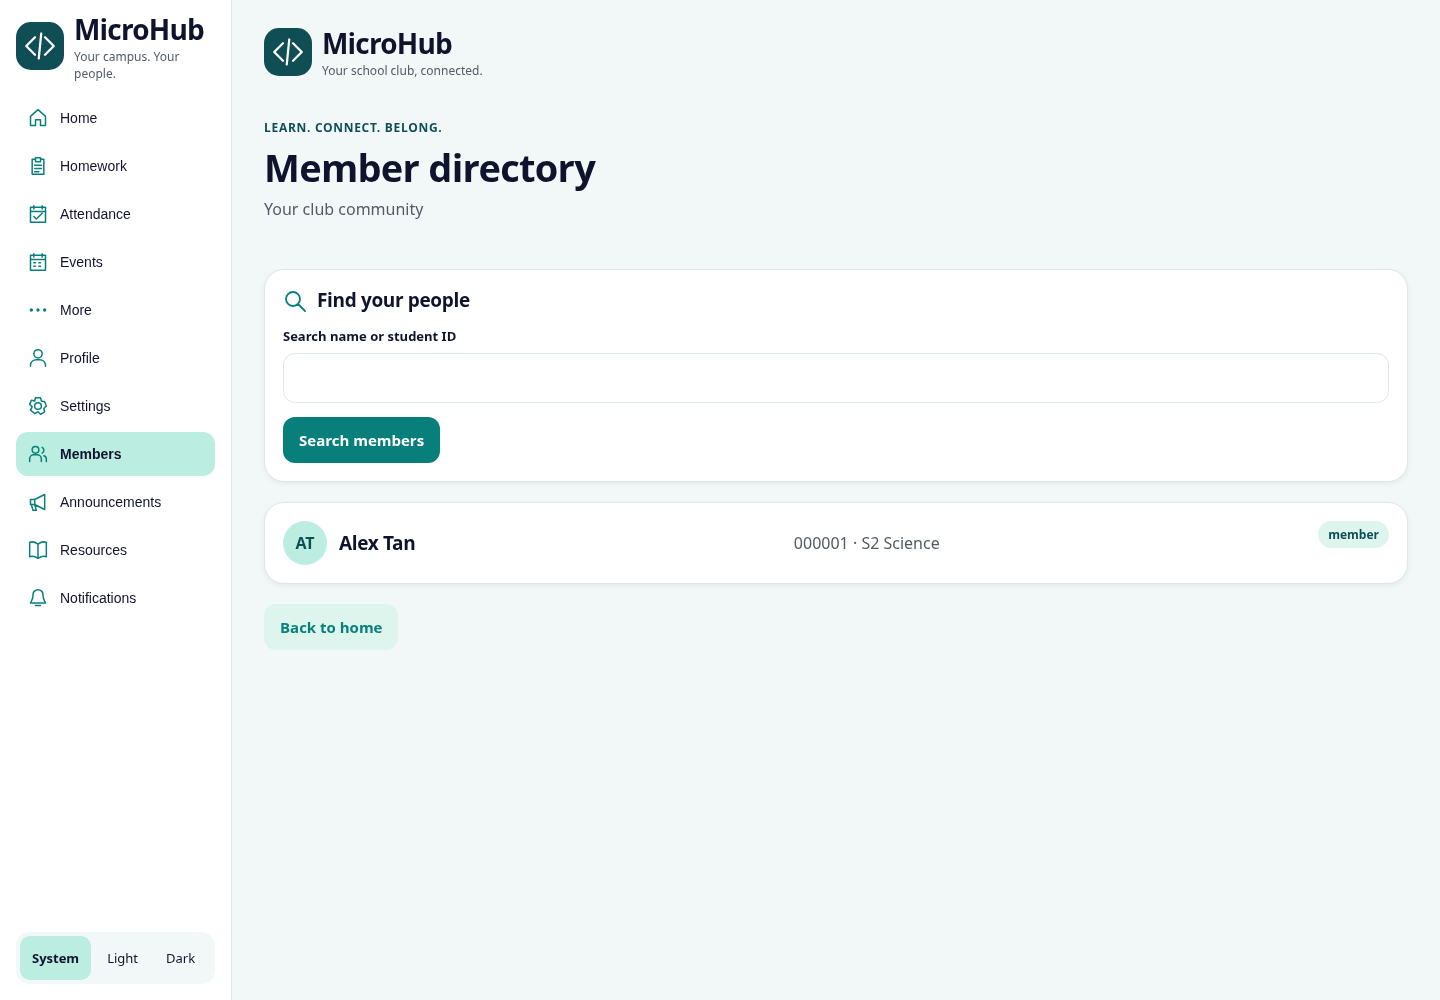 MicroHub
Your campus. Your
people.
Home
Homework
Attendance
Events
More
Profile
Settings
Members
Announcements
Resources
Notifications
System Light Dark
MicroHub
Your school club, connected.
LEARN. CONNECT. BELONG.
Member directory
Your club community
Find your people
Search name or student ID
Search members
AT Alex Tan 000001 · S2 Science member
Back to home